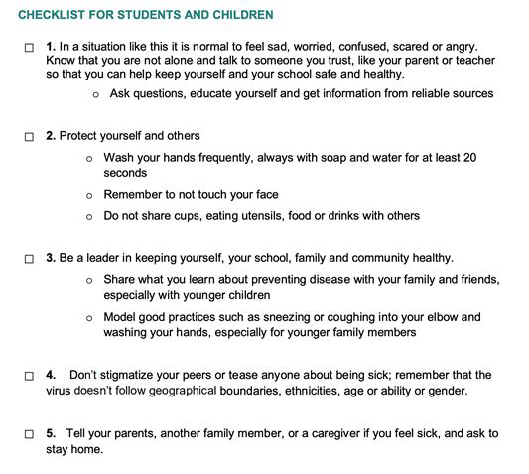 CHECKLIST FOR STUDENTS AND CHILDREN
☐ 1. In a situation like this it is normal to feel sad, worried, confused, scared or angry.
Know that you are not alone and talk to someone you trust, like your parent or teacher
so that you can help keep yourself and your school safe and healthy.
o Ask questions, educate yourself and get information from reliable sources
☐ 2. Protect yourself and others
o Wash your hands frequently, always with soap and water for at least 20
seconds
o Remember to not touch your face
o Do not share cups, eating utensils, food or drinks with others
☐ 3. Be a leader in keeping yourself, your school, family and community healthy.
o Share what you learn about preventing disease with your family and friends,
especially with younger children
o Model good practices such as sneezing or coughing into your elbow and
washing your hands, especially for younger family members
☐ 4. Don't stigmatize your peers or tease anyone about being sick; remember that the
virus doesn't follow geographical boundaries, ethnicities, age or ability or gender.
☐ 5. Tell your parents, another family member, or a caregiver if you feel sick, and ask to
stay home.